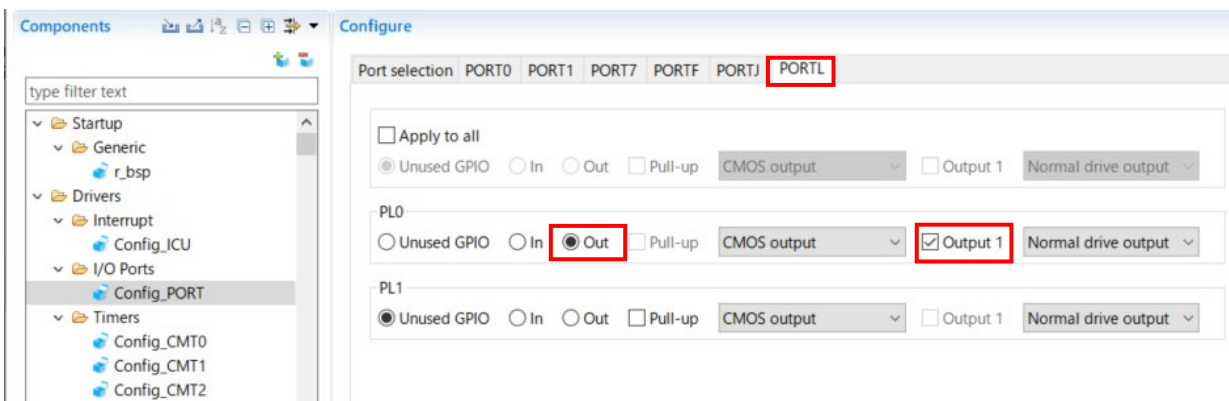 Components
type filter text
Startup
Generic
r_bsp
Drivers
Interrupt
Config_ICU
I/O Ports
Config_PORT
Timers
Config_CMT0
Config_CMT1
Config_CMT2
Configure
Port selection PORT0 PORT1 PORT7 PORTF PORTJ PORTL
Apply to all
Unused GPIO In Out Pull-up CMOS output Output 1 Normal drive output
PL0
Unused GPIO In Out Pull-up CMOS output Output 1 Normal drive output
PL1
Unused GPIO In Out Pull-up CMOS output Output 1 Normal drive output